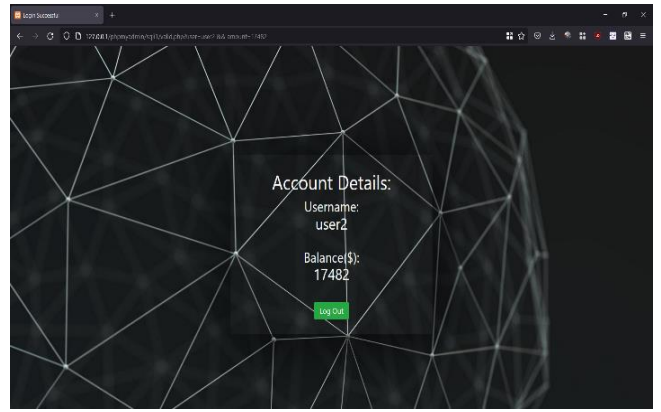 Login Successful
127.0.0.1/phpmyadmin/sqli3/valid.php?user=user2 && amount=17482
Account Details:
Username:
user2
Balance($):
17482
Log Out